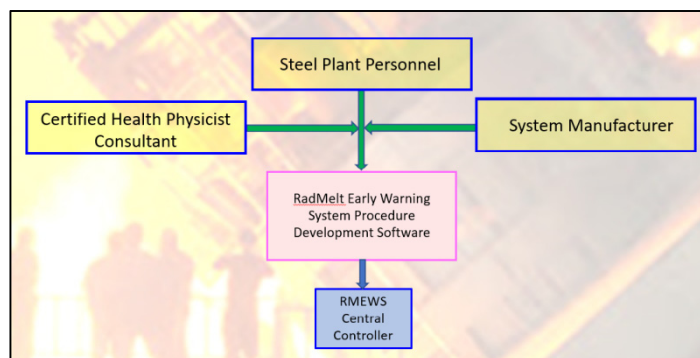 Steel Plant Personnel
Certified Health Physicist
Consultant
System Manufacturer
RadMelt Early Warning
System Procedure
Development Software
RMEWS
Central
Controller